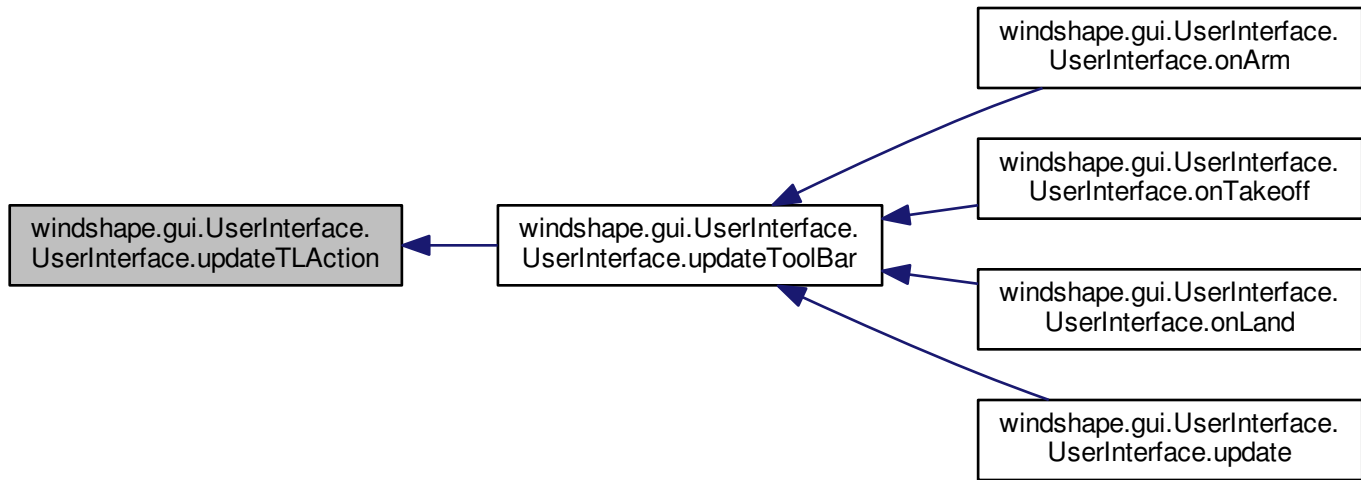 windshape.gui.UserInterface.
UserInterface.updateTLAction
windshape.gui.UserInterface.
UserInterface.updateToolBar
windshape.gui.UserInterface.
UserInterface.onArm
windshape.gui.UserInterface.
UserInterface.onTakeoff
windshape.gui.UserInterface.
UserInterface.onLand
windshape.gui.UserInterface.
UserInterface.update